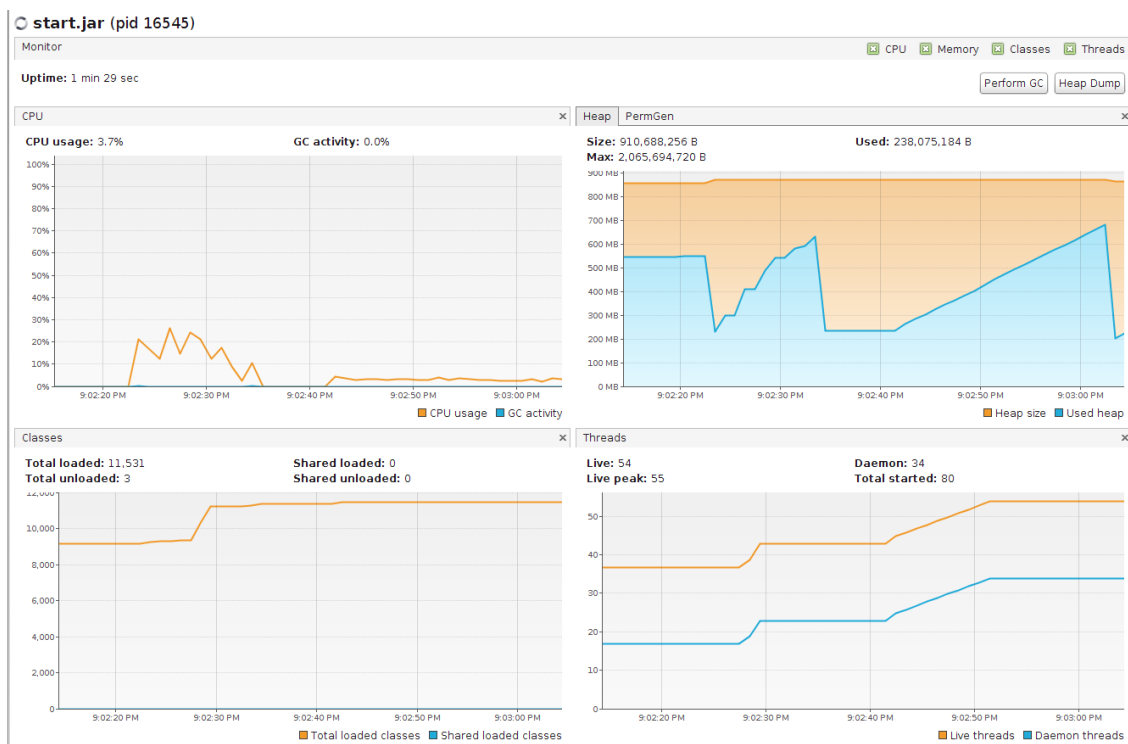 start.jar (pid 16545)
Monitor
CPU Memory Classes Threads
Uptime: 1 min 29 sec
Perform GC Heap Dump
CPU ×
CPU usage: 3.7% GC activity: 0.0%
100%
90%
80%
70%
60%
50%
40%
30%
20%
10%
0%
9:02:20 PM 9:02:30 PM 9:02:40 PM 9:02:50 PM 9:03:00 PM
CPU usage GC activity
Heap PermGen ×
Size: 910,688,256 B Used: 238,075,184 B
Max: 2,065,694,720 B
900 MB
800 MB
700 MB
600 MB
500 MB
400 MB
300 MB
200 MB
100 MB
0 MB
9:02:20 PM 9:02:30 PM 9:02:40 PM 9:02:50 PM 9:03:00 PM
Heap size Used heap
Classes ×
Total loaded: 11,531 Shared loaded: 0
Total unloaded: 3 Shared unloaded: 0
12,000
10,000
8,000
6,000
4,000
2,000
0
9:02:20 PM 9:02:30 PM 9:02:40 PM 9:02:50 PM 9:03:00 PM
Total loaded classes Shared loaded classes
Threads ×
Live: 54 Daemon: 34
Live peak: 55 Total started: 80
50
40
30
20
10
0
9:02:20 PM 9:02:30 PM 9:02:40 PM 9:02:50 PM 9:03:00 PM
Live threads Daemon threads